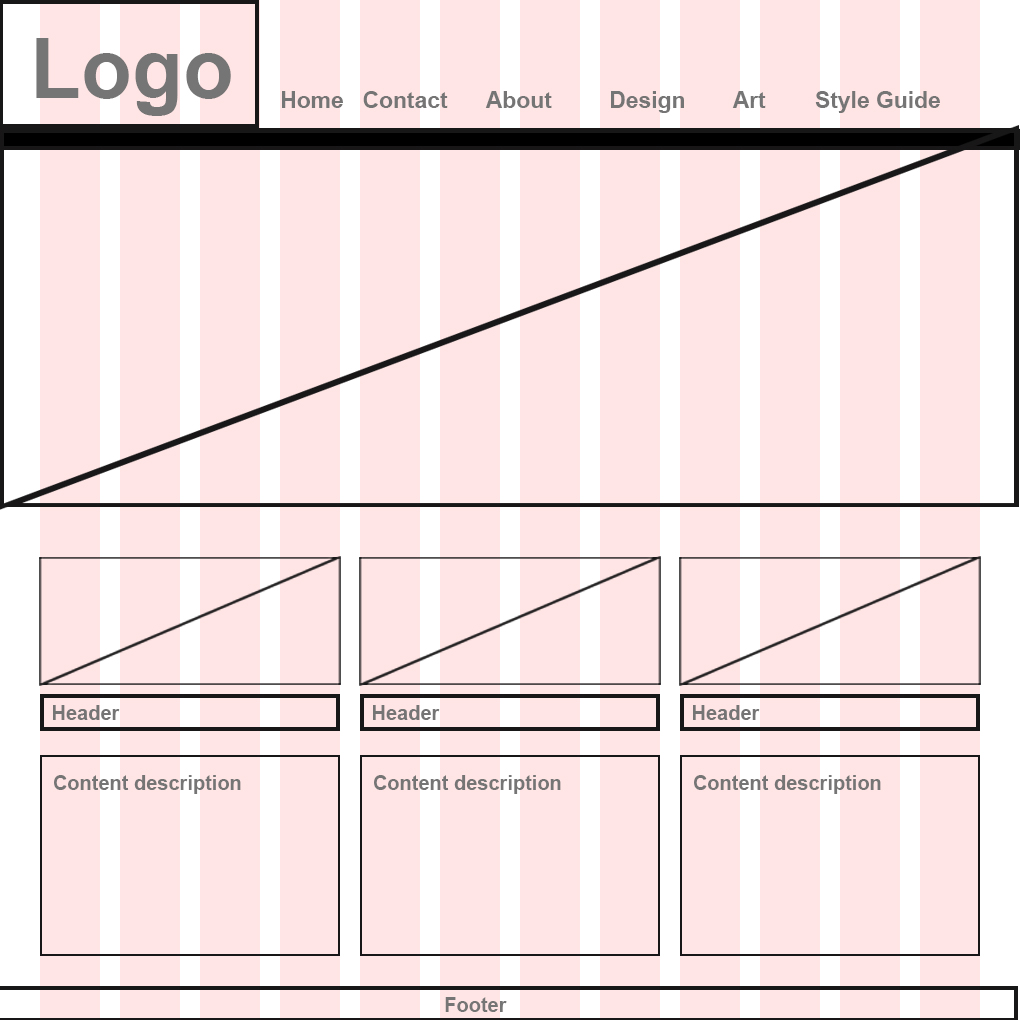 Logo
Home Contact About Design Art Style Guide
Header Header Header
Content description Content description Content description
Footer